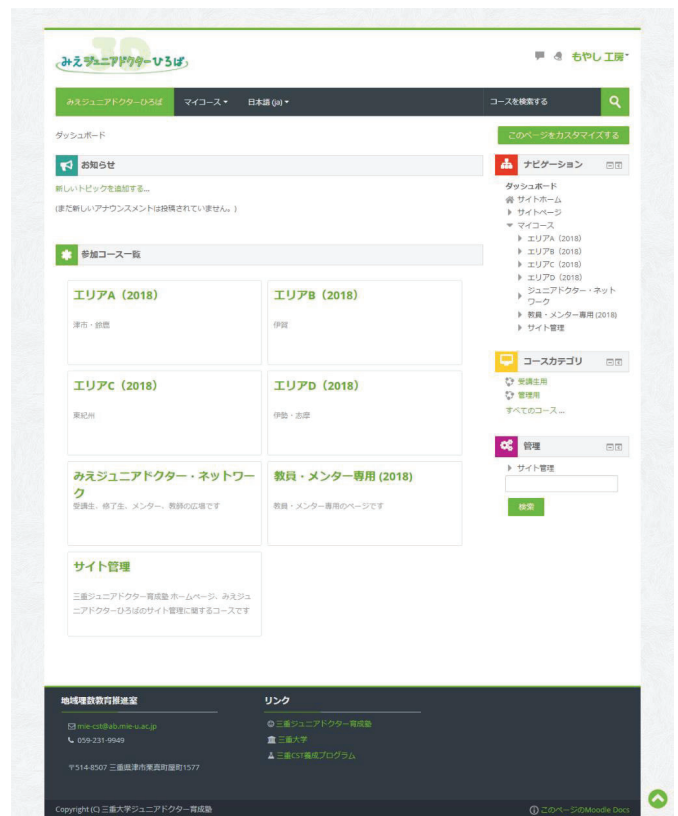 みえジュニアドクターひろば
もやし 工房
みえジュニアドクターひろば
マイコース
日本語 (ja)
コースを検索する
ダッシュボード
このページをカスタマイズする
お知らせ
新しいトピックを追加する...
(まだ新しいアナウンスメントは投稿されていません。)
参加コース一覧
エリアA（2018）
津市・鈴鹿
エリアB（2018）
伊賀
エリアC（2018）
東紀州
エリアD（2018）
伊勢・志摩
みえジュニアドクター・ネットワー
ク
受講生、修了生、メンター、教師の広場です
教員・メンター専用 (2018)
教員・メンター専用のページです
サイト管理
三重ジュニアドクター育成塾 ホームページ、みえジュ
ニアドクターひろばのサイト管理に関するコースです
ナビゲーション
ダッシュボード
サイトホーム
サイトページ
マイコース
エリアA（2018）
エリアB（2018）
エリアC（2018）
エリアD（2018）
ジュニアドクター・ネット
ワーク
教員・メンター専用 (2018)
サイト管理
コースカテゴリ
受講生用
管理用
すべてのコース ...
管理
サイト管理
検索
地域理数教育推進室
mie-cst@ab.mie-u.ac.jp
059-231-9949
〒514-8507 三重県津市栗真町屋町1577
リンク
三重ジュニアドクター育成塾
三重大学
三重CST養成プログラム
Copyright (C) 三重大学ジュニアドクター育成塾
このページのMoodle Docs